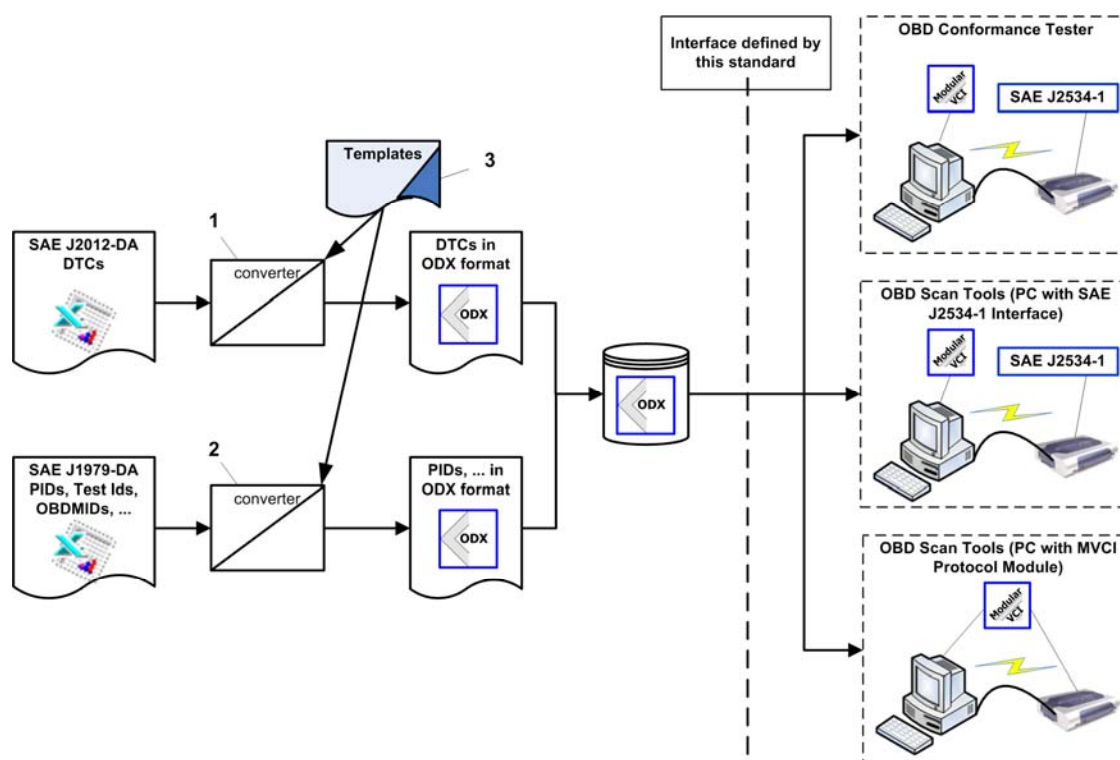 Interface defined by
this standard
OBD Conformance Tester
Modular
VCI
SAE J2534-1
Templates
3
1
SAE J2012-DA
DTCs
converter
DTCs in
ODX format
ODX
OBD Scan Tools (PC with SAE
J2534-1 Interface)
Modular
VCI
SAE J2534-1
ODX
2
SAE J1979-DA
PIDs, Test Ids,
OBDMIDs, ...
converter
PIDs, ... in
ODX format
ODX
OBD Scan Tools (PC with MVCI
Protocol Module)
Modular
VCI